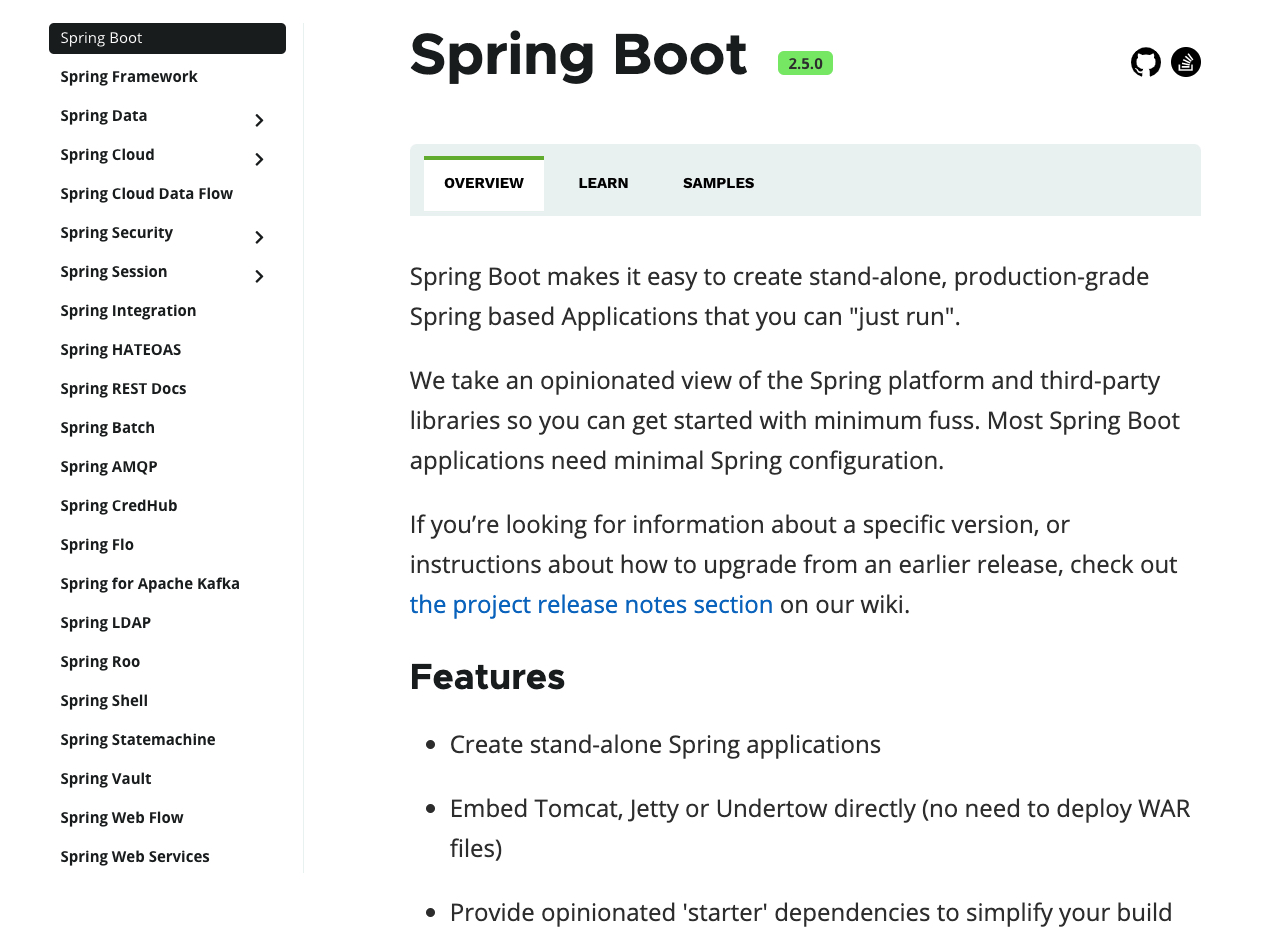 Spring Boot
Spring Framework
Spring Data
Spring Cloud
Spring Cloud Data Flow
Spring Security
Spring Session
Spring Integration
Spring HATEOAS
Spring REST Docs
Spring Batch
Spring AMQP
Spring CredHub
Spring Flo
Spring for Apache Kafka
Spring LDAP
Spring Roo
Spring Shell
Spring Statemachine
Spring Vault
Spring Web Flow
Spring Web Services
Spring Boot 2.5.0
OVERVIEW LEARN SAMPLES
Spring Boot makes it easy to create stand-alone, production-grade
Spring based Applications that you can "just run".
We take an opinionated view of the Spring platform and third-party
libraries so you can get started with minimum fuss. Most Spring Boot
applications need minimal Spring configuration.
If you’re looking for information about a specific version, or
instructions about how to upgrade from an earlier release, check out
the project release notes section on our wiki.
Features
• Create stand-alone Spring applications
• Embed Tomcat, Jetty or Undertow directly (no need to deploy WAR
files)
• Provide opinionated 'starter' dependencies to simplify your build